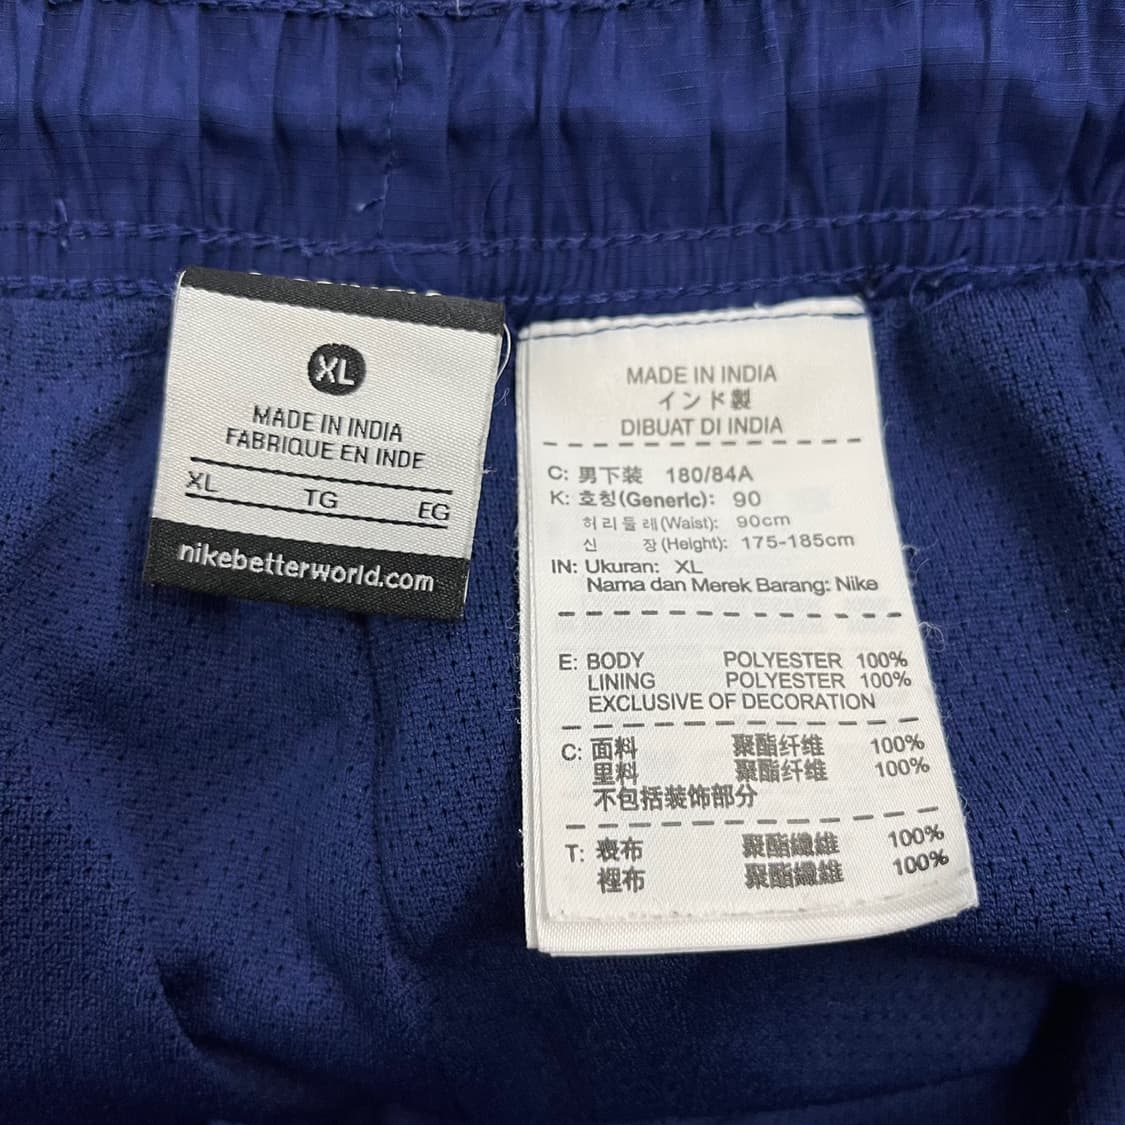 XL
MADE IN INDIA
FABRIQUE EN INDE
XL TG EG
nikebetterworld.com
MADE IN INDIA
インド製
DIBUAT DI INDIA
C: 男下装 180/84A
K: 호칭(Generic): 90
허리둘레(Waist): 90cm
신 장(Height): 175-185cm
IN: Ukuran: XL
Nama dan Merek Barang: Nike
E: BODY POLYESTER 100%
LINING POLYESTER 100%
EXCLUSIVE OF DECORATION
C: 面料 聚酯纤维 100%
里料 聚酯纤维 100%
不包括装饰部分
T: 表布 聚酯纖維 100%
裡布 聚酯纖維 100%